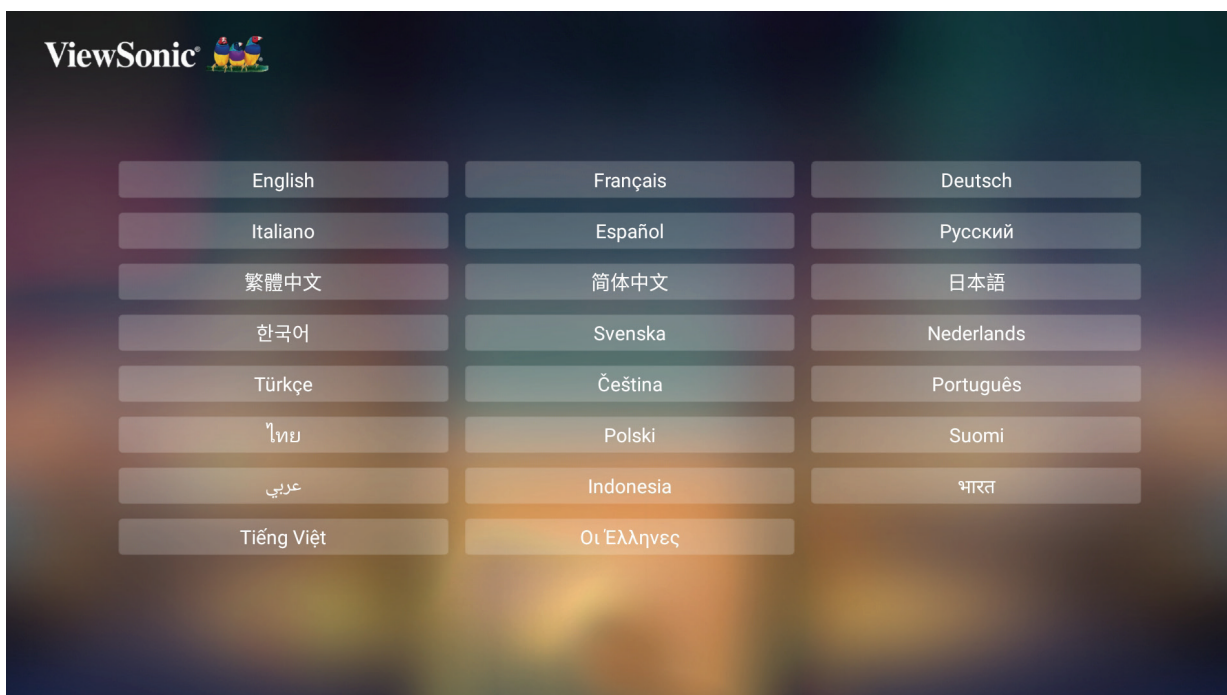 ViewSonic®
English Français Deutsch
Italiano Español Русский
繁體中文 简体中文 日本語
한국어 Svenska Nederlands
Türkçe Čeština Português
ไทย Polski Suomi
عربي Indonesia भारत
Tiếng Việt Οι Έλληνες